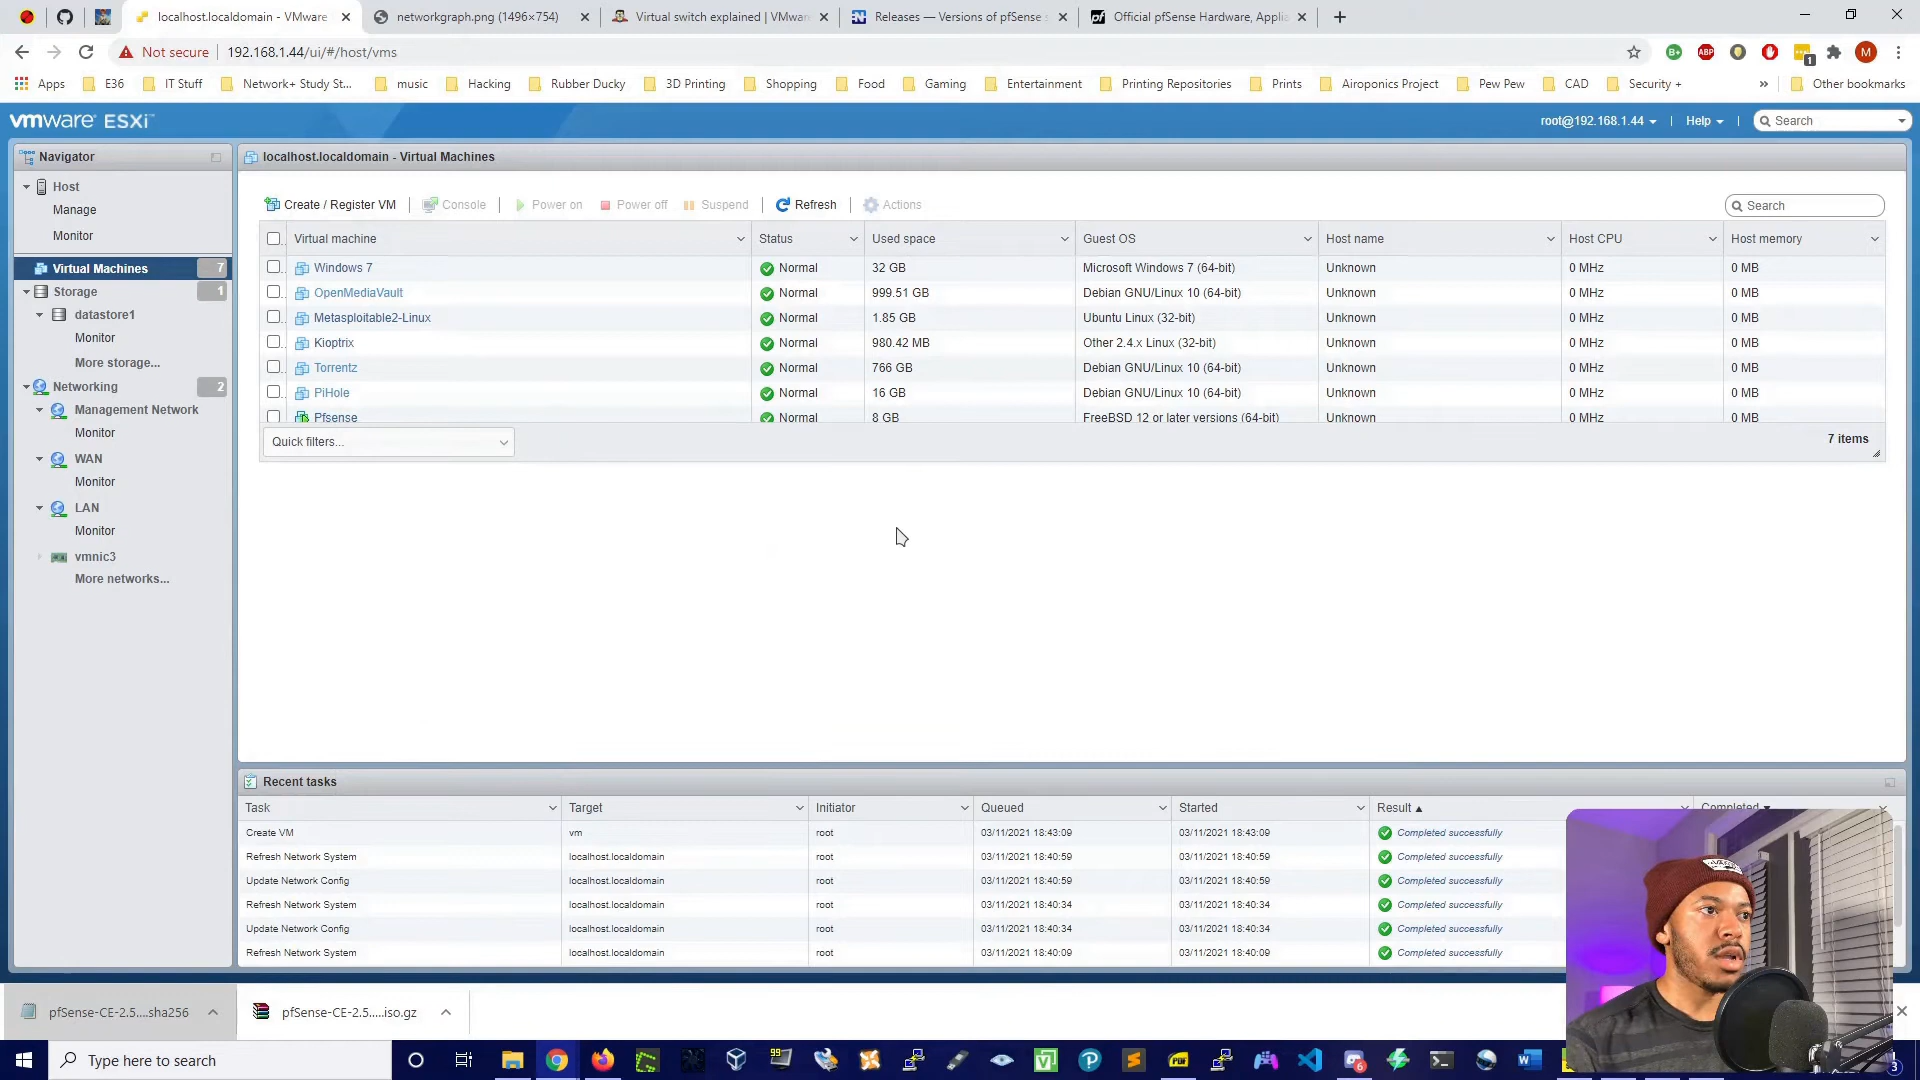 localhost.localdomain - VMware
networkgraph.png (1496×754)
Virtual switch explained | VMwar
Releases — Versions of pfSense s
Official pfSense Hardware, Applia
Not secure
192.168.1.44/ui/#/host/vms
Apps
E36
IT Stuff
Network+ Study St...
music
Hacking
Rubber Ducky
3D Printing
Shopping
Food
Gaming
Entertainment
Printing Repositories
Prints
Airoponics Project
Pew Pew
CAD
Security +
Other bookmarks
vmware ESXi
root@192.168.1.44
Help
Search
Navigator
Host
Manage
Monitor
Virtual Machines 7
Storage 1
datastore1
Monitor
More storage...
Networking 2
Management Network
Monitor
WAN
Monitor
LAN
Monitor
vmnic3
More networks...
localhost.localdomain - Virtual Machines
Create / Register VM
Console
Power on
Power off
Suspend
Refresh
Actions
Search
Virtual machine Status Used space Guest OS Host name Host CPU Host memory
Windows 7 Normal 32 GB Microsoft Windows 7 (64-bit) Unknown 0 MHz 0 MB
OpenMediaVault Normal 999.51 GB Debian GNU/Linux 10 (64-bit) Unknown 0 MHz 0 MB
Metasploitable2-Linux Normal 1.85 GB Ubuntu Linux (32-bit) Unknown 0 MHz 0 MB
Kioptrix Normal 980.42 MB Other 2.4.x Linux (32-bit) Unknown 0 MHz 0 MB
Torrentz Normal 766 GB Debian GNU/Linux 10 (64-bit) Unknown 0 MHz 0 MB
PiHole Normal 16 GB Debian GNU/Linux 10 (64-bit) Unknown 0 MHz 0 MB
Pfsense Normal 8 GB FreeBSD 12 or later versions (64-bit) Unknown 0 MHz 0 MB
Quick filters...
7 items
Recent tasks
Task Target Initiator Queued Started Result Completed
Create VM vm root 03/11/2021 18:43:09 03/11/2021 18:43:09 Completed successfully
Refresh Network System localhost.localdomain root 03/11/2021 18:40:59 03/11/2021 18:40:59 Completed successfully
Update Network Config localhost.localdomain root 03/11/2021 18:40:59 03/11/2021 18:40:59 Completed successfully
Refresh Network System localhost.localdomain root 03/11/2021 18:40:34 03/11/2021 18:40:34 Completed successfully
Update Network Config localhost.localdomain root 03/11/2021 18:40:34 03/11/2021 18:40:34 Completed successfully
Refresh Network System localhost.localdomain root 03/11/2021 18:40:09 03/11/2021 18:40:09 Completed successfully
pfSense-CE-2.5....sha256
pfSense-CE-2.5.....iso.gz
Type here to search